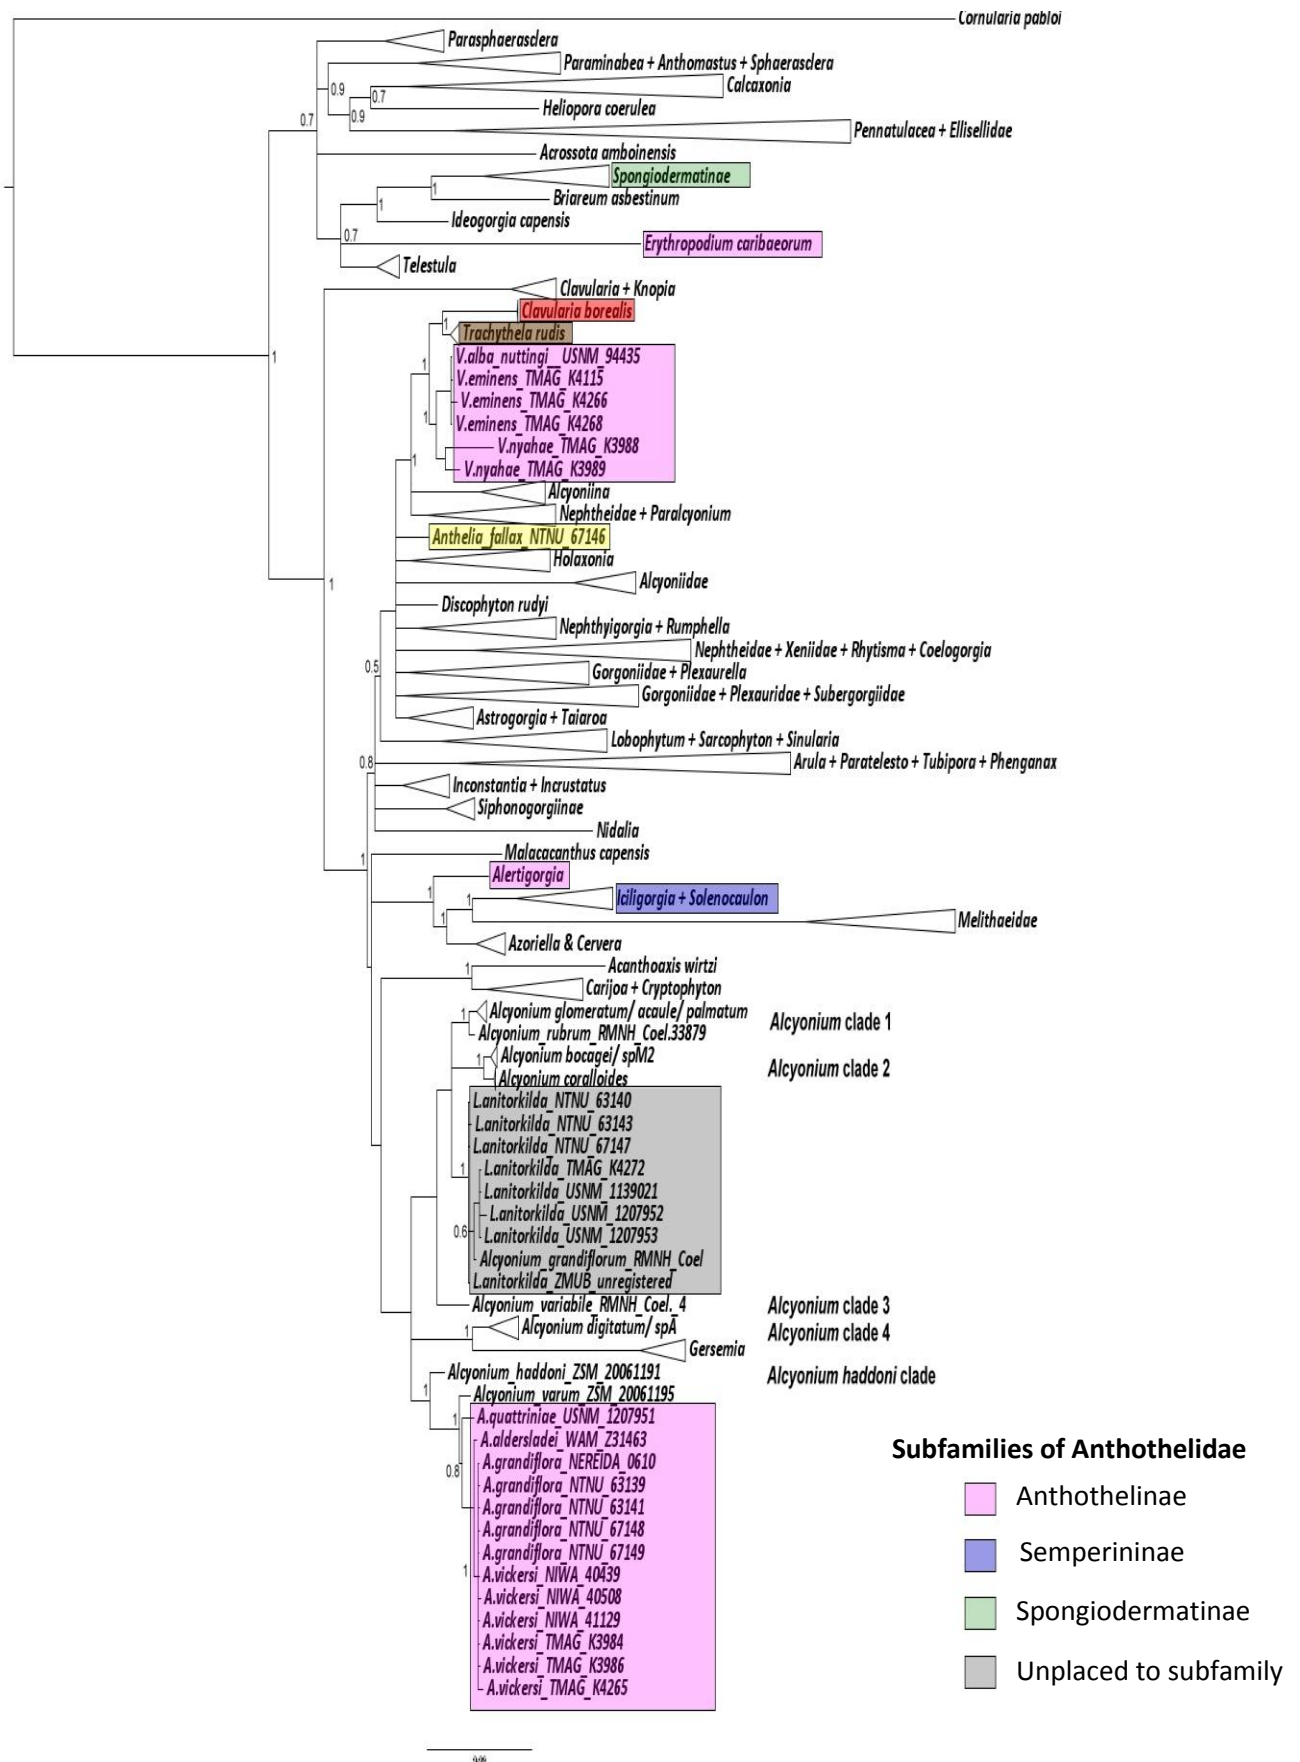 Cornularia pabloi
Parasphaerasclera
Paraminabea + Anthomastus + Sphaerasclera
Calcaxonia
0.9
0.7
Heliopora coerulea
0.9
0.7
Pennatulacea + Ellisellidae
Acrossota amboinensis
Spongiodermatinae
1
Briareum asbestinum
1
Ideogorgia capensis
0.7
Erythropodium caribaeorum
Telestula
Clavularia + Knopia
Clavularia borealis
1
Trachythela rudis
1
V.alba_nuttingi__USNM_94435
1
V.eminens_TMAG_K4115
V.eminens_TMAG_K4266
1
V.eminens_TMAG_K4268
V.nyahae_TMAG_K3988
1
V.nyahae_TMAG_K3989
Alcyoniina
Nephtheidae + Paralcyonium
Anthelia_fallax_NTNU_67146
Holaxonia
1
Alcyoniidae
Discophyton rudyi
Nephthyigorgia + Rumphella
Nephtheidae + Xeniidae + Rhytisma + Coelogorgia
0.5
Gorgoniidae + Plexaurella
Gorgoniidae + Plexauridae + Subergorgiidae
Astrogorgia + Taiaroa
Lobophytum + Sarcophyton + Sinularia
0.8
Arula + Paratelesto + Tubipora + Phenganax
Inconstantia + Incrustatus
Siphonogorgiinae
Nidalia
1
Malacacanthus capensis
Alertigorgia
1
1
Iciligorgia + Solenocaulon
1
Melithaeidae
Azoriella & Cervera
1
Acanthoaxis wirtzi
Carijoa + Cryptophyton
1
Alcyonium glomeratum/ acaule/ palmatum
Alcyonium clade 1
Alcyonium_rubrum_RMNH_Coel.33879
1
Alcyonium bocagei/ spM2
Alcyonium clade 2
Alcyonium coralloides
L.anitorkilda_NTNU_63140
L.anitorkilda_NTNU_63143
L.anitorkilda_NTNU_67147
1
L.anitorkilda_TMAG_K4272
L.anitorkilda_USNM_1139021
L.anitorkilda_USNM_1207952
0.6
L.anitorkilda_USNM_1207953
Alcyonium_grandiflorum_RMNH_Coel
L.anitorkilda_ZMUB_unregistered
Alcyonium_variabile_RMNH_Coel._4
Alcyonium clade 3
1
Alcyonium digitatum/ spA
Alcyonium clade 4
Gersemia
Alcyonium_haddoni_ZSM_20061191
Alcyonium haddoni clade
1
Alcyonium_varum_ZSM_20061195
1
A.quattriniae_USNM_1207951
A.aldersladei_WAM_Z31463
A.grandiflora_NEREIDA_0610
0.8
A.grandiflora_NTNU_63139
A.grandiflora_NTNU_63141
A.grandiflora_NTNU_67148
A.grandiflora_NTNU_67149
1
A.vickersi_NIWA_40439
A.vickersi_NIWA_40508
A.vickersi_NIWA_41129
A.vickersi_TMAG_K3984
A.vickersi_TMAG_K3986
A.vickersi_TMAG_K4265
Subfamilies of Anthothelidae
Anthothelinae
Semperininae
Spongiodermatinae
Unplaced to subfamily